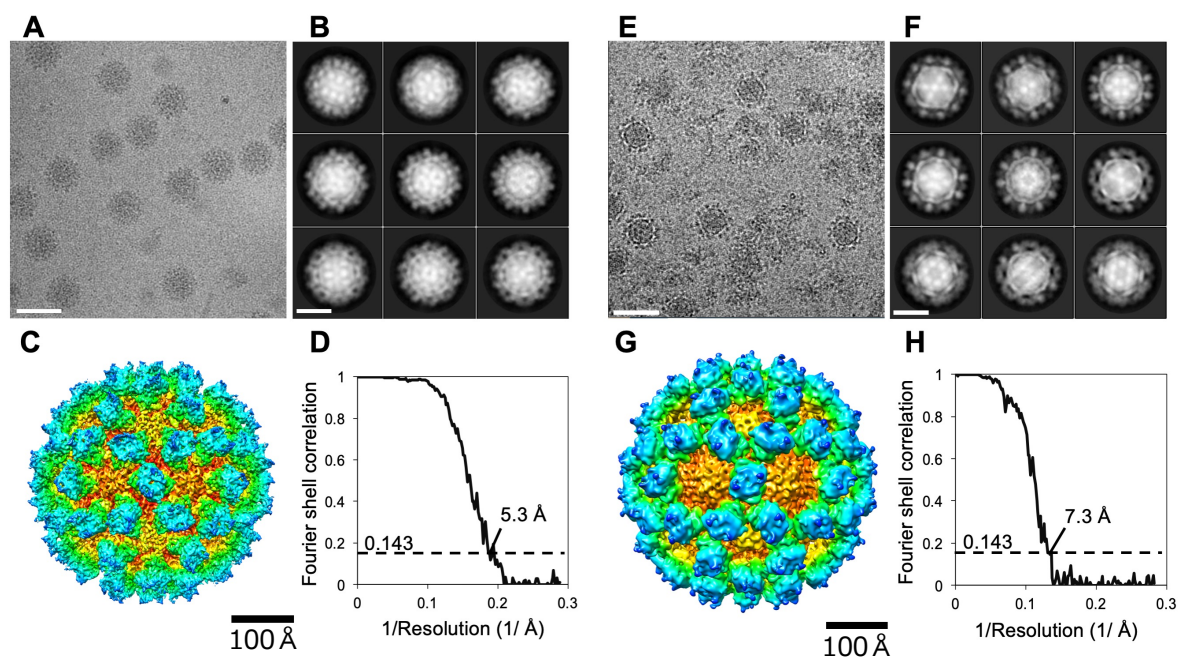 A
B
E
F
C
D
Fourier shell correlation
1
0.8
0.6
0.4
0.2
0
0.143
5.3 Å
0
0.1
0.2
0.3
1/Resolution (1/ Å)
100 Å
G
H
Fourier shell correlation
1
0.8
0.6
0.4
0.2
0
0.143
7.3 Å
0
0.1
0.2
0.3
1/Resolution (1/ Å)
100 Å